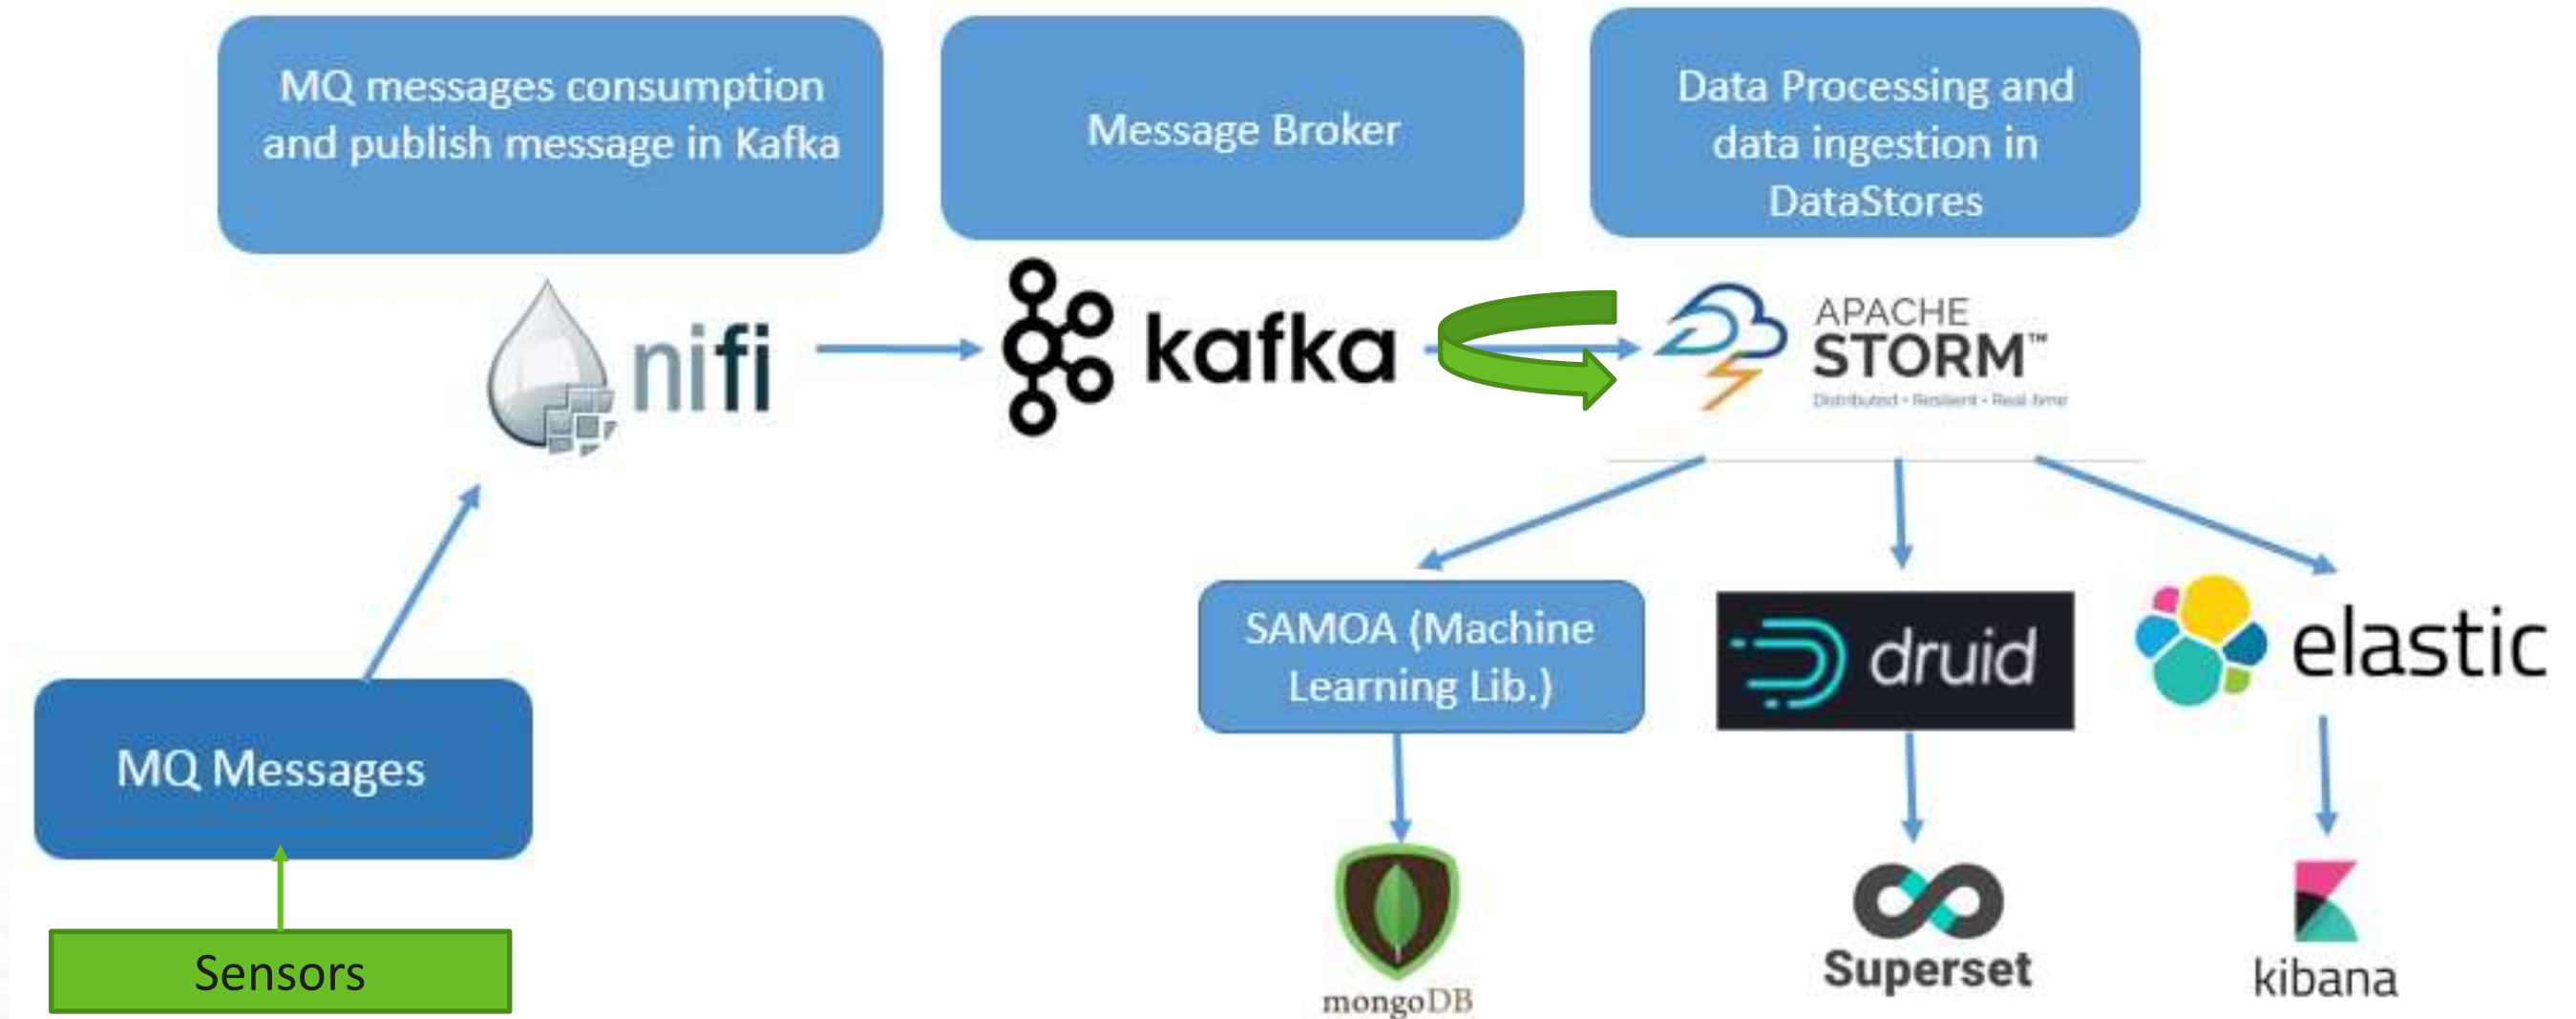 MQ messages consumption
and publish message in Kafka
Message Broker
Data Processing and
data ingestion in
DataStores
nifi
kafka
APACHE
STORM™
Distributed • Resilient • Real-time
SAMOA (Machine
Learning Lib.)
druid
elastic
MQ Messages
Sensors
mongoDB
Superset
kibana